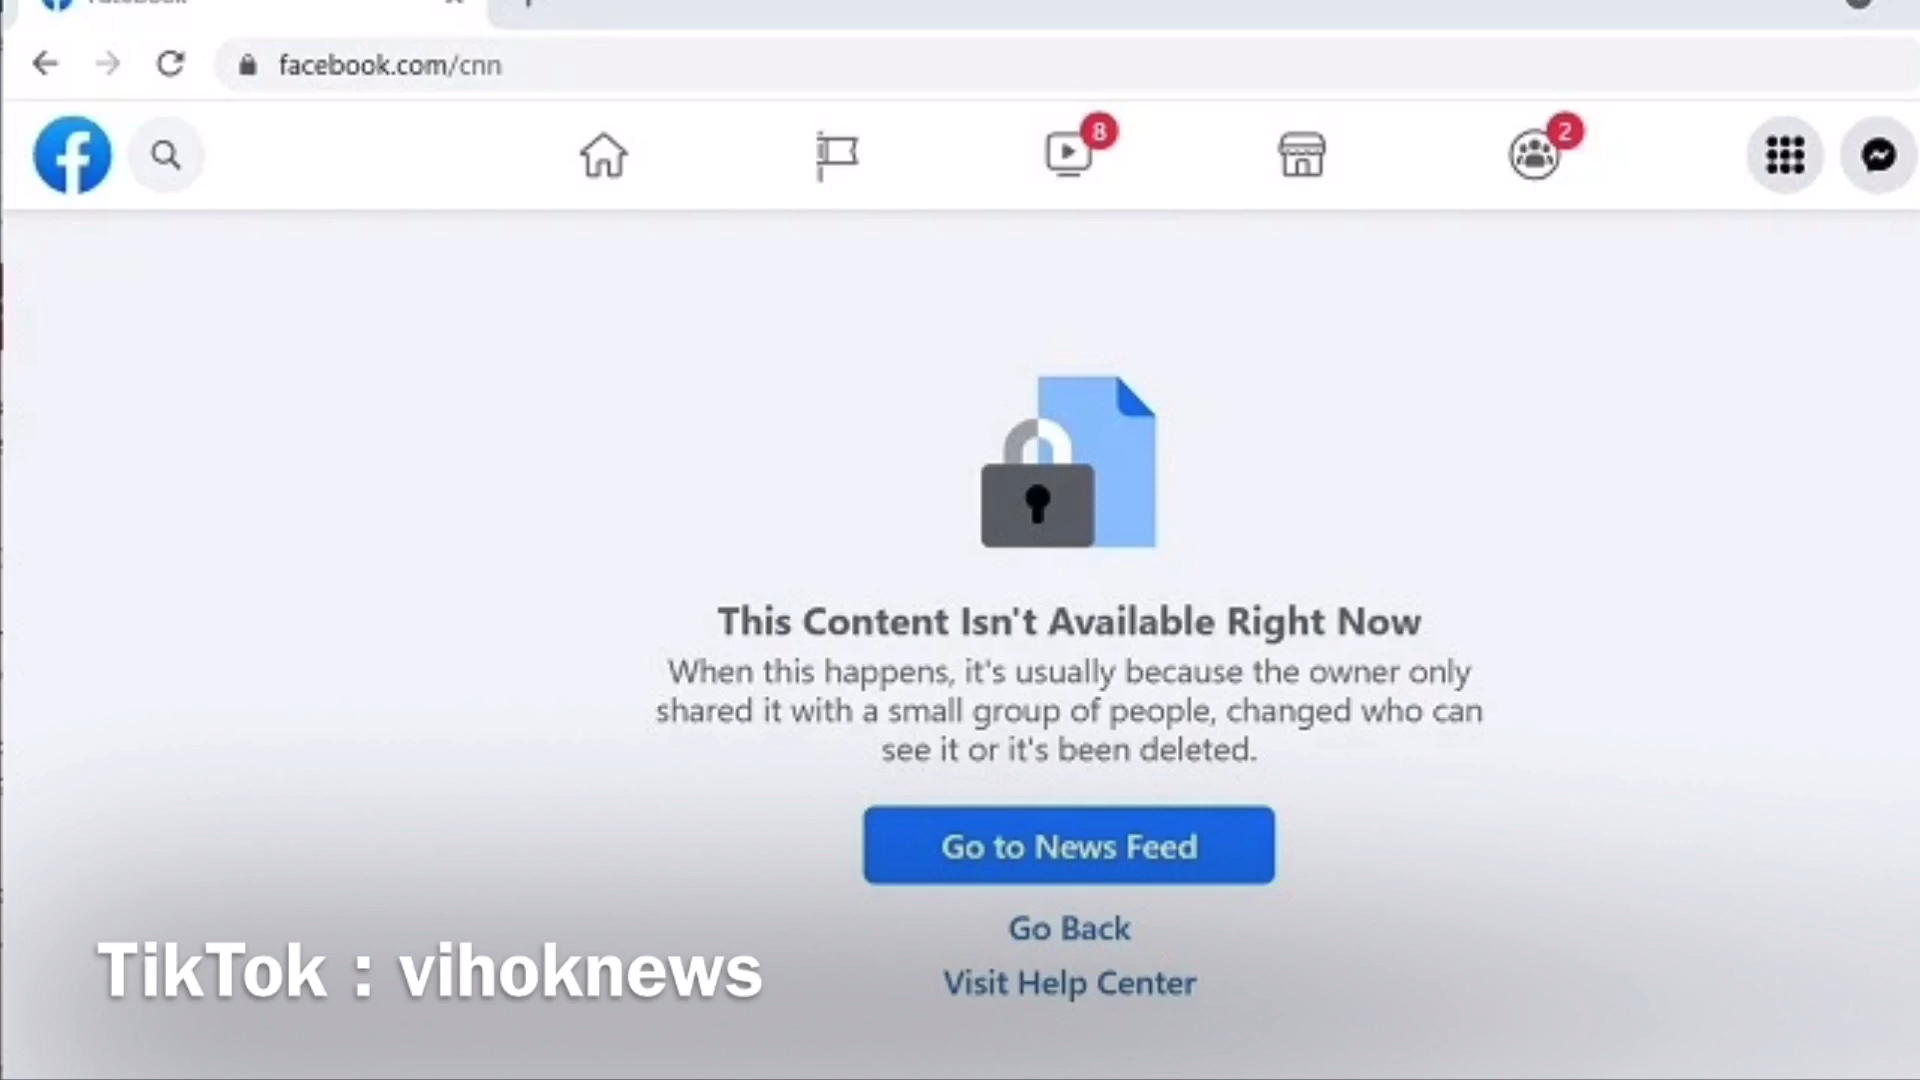 facebook.com/cnn
8
2
This Content Isn't Available Right Now
When this happens, it's usually because the owner only
shared it with a small group of people, changed who can
see it or it's been deleted.
Go to News Feed
Go Back
Visit Help Center
TikTok : vihoknews